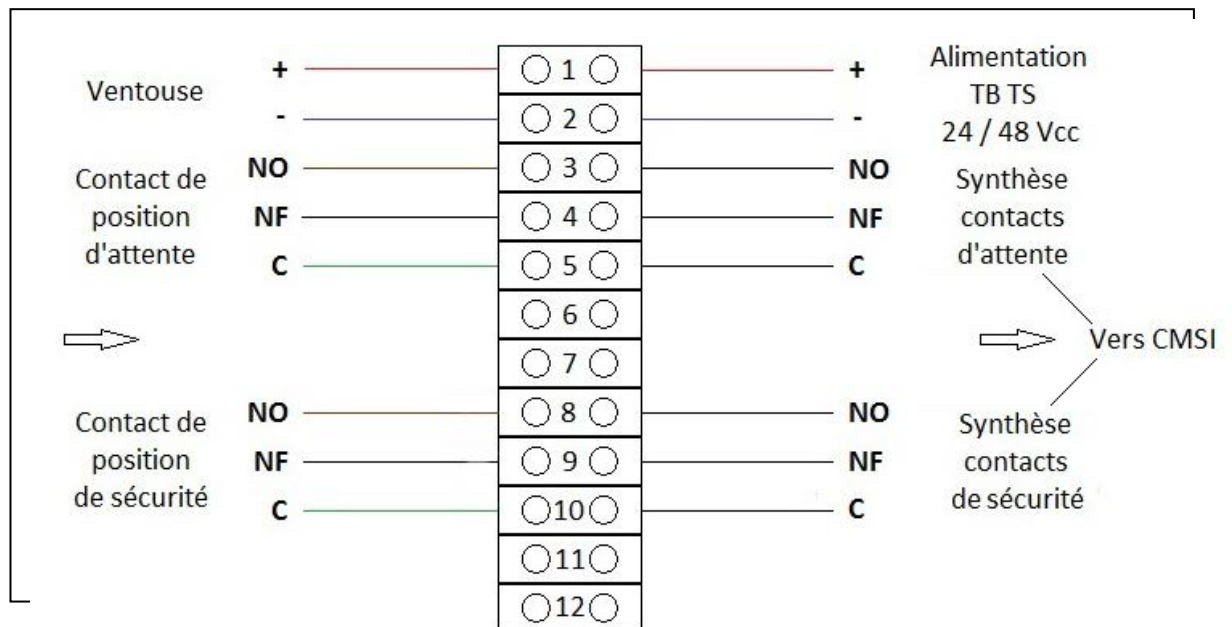 Ventouse
+
-
1
2
+
-
Alimentation
TB TS
24 / 48 Vcc
Contact de
position
d'attente
NO
NF
C
3
4
5
NO
NF
C
Synthèse
contacts
d'attente
6
7
Vers CMSI
Contact de
position
de sécurité
NO
NF
C
8
9
10
NO
NF
C
Synthèse
contacts
de sécurité
11
12